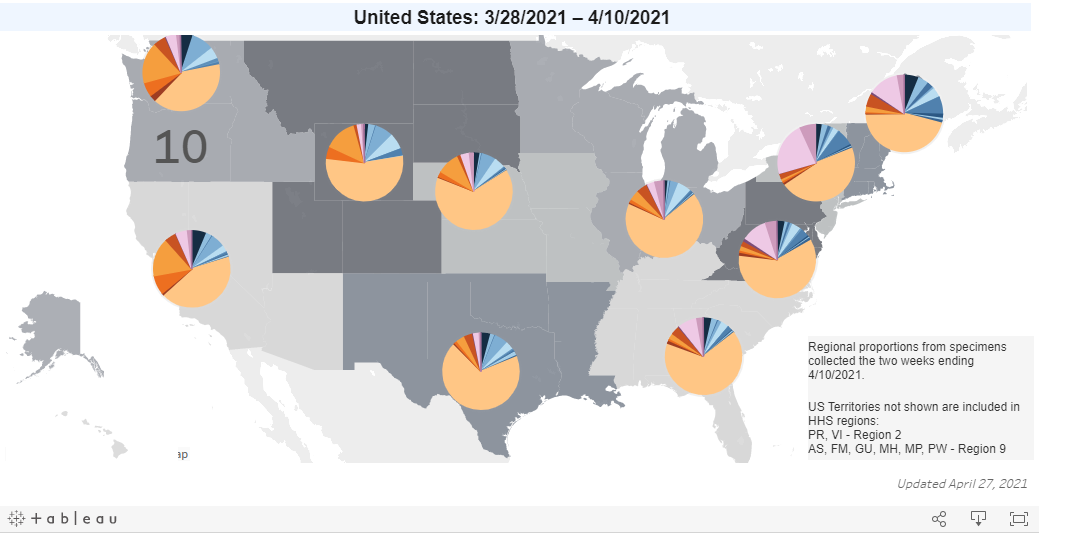 United States: 3/28/2021 – 4/10/2021
10
Regional proportions from specimens
collected the two weeks ending
4/10/2021.
US Territories not shown are included in
HHS regions:
PR, VI - Region 2
AS, FM, GU, MH, MP, PW - Region 9
ap
Updated April 27, 2021
+ableau